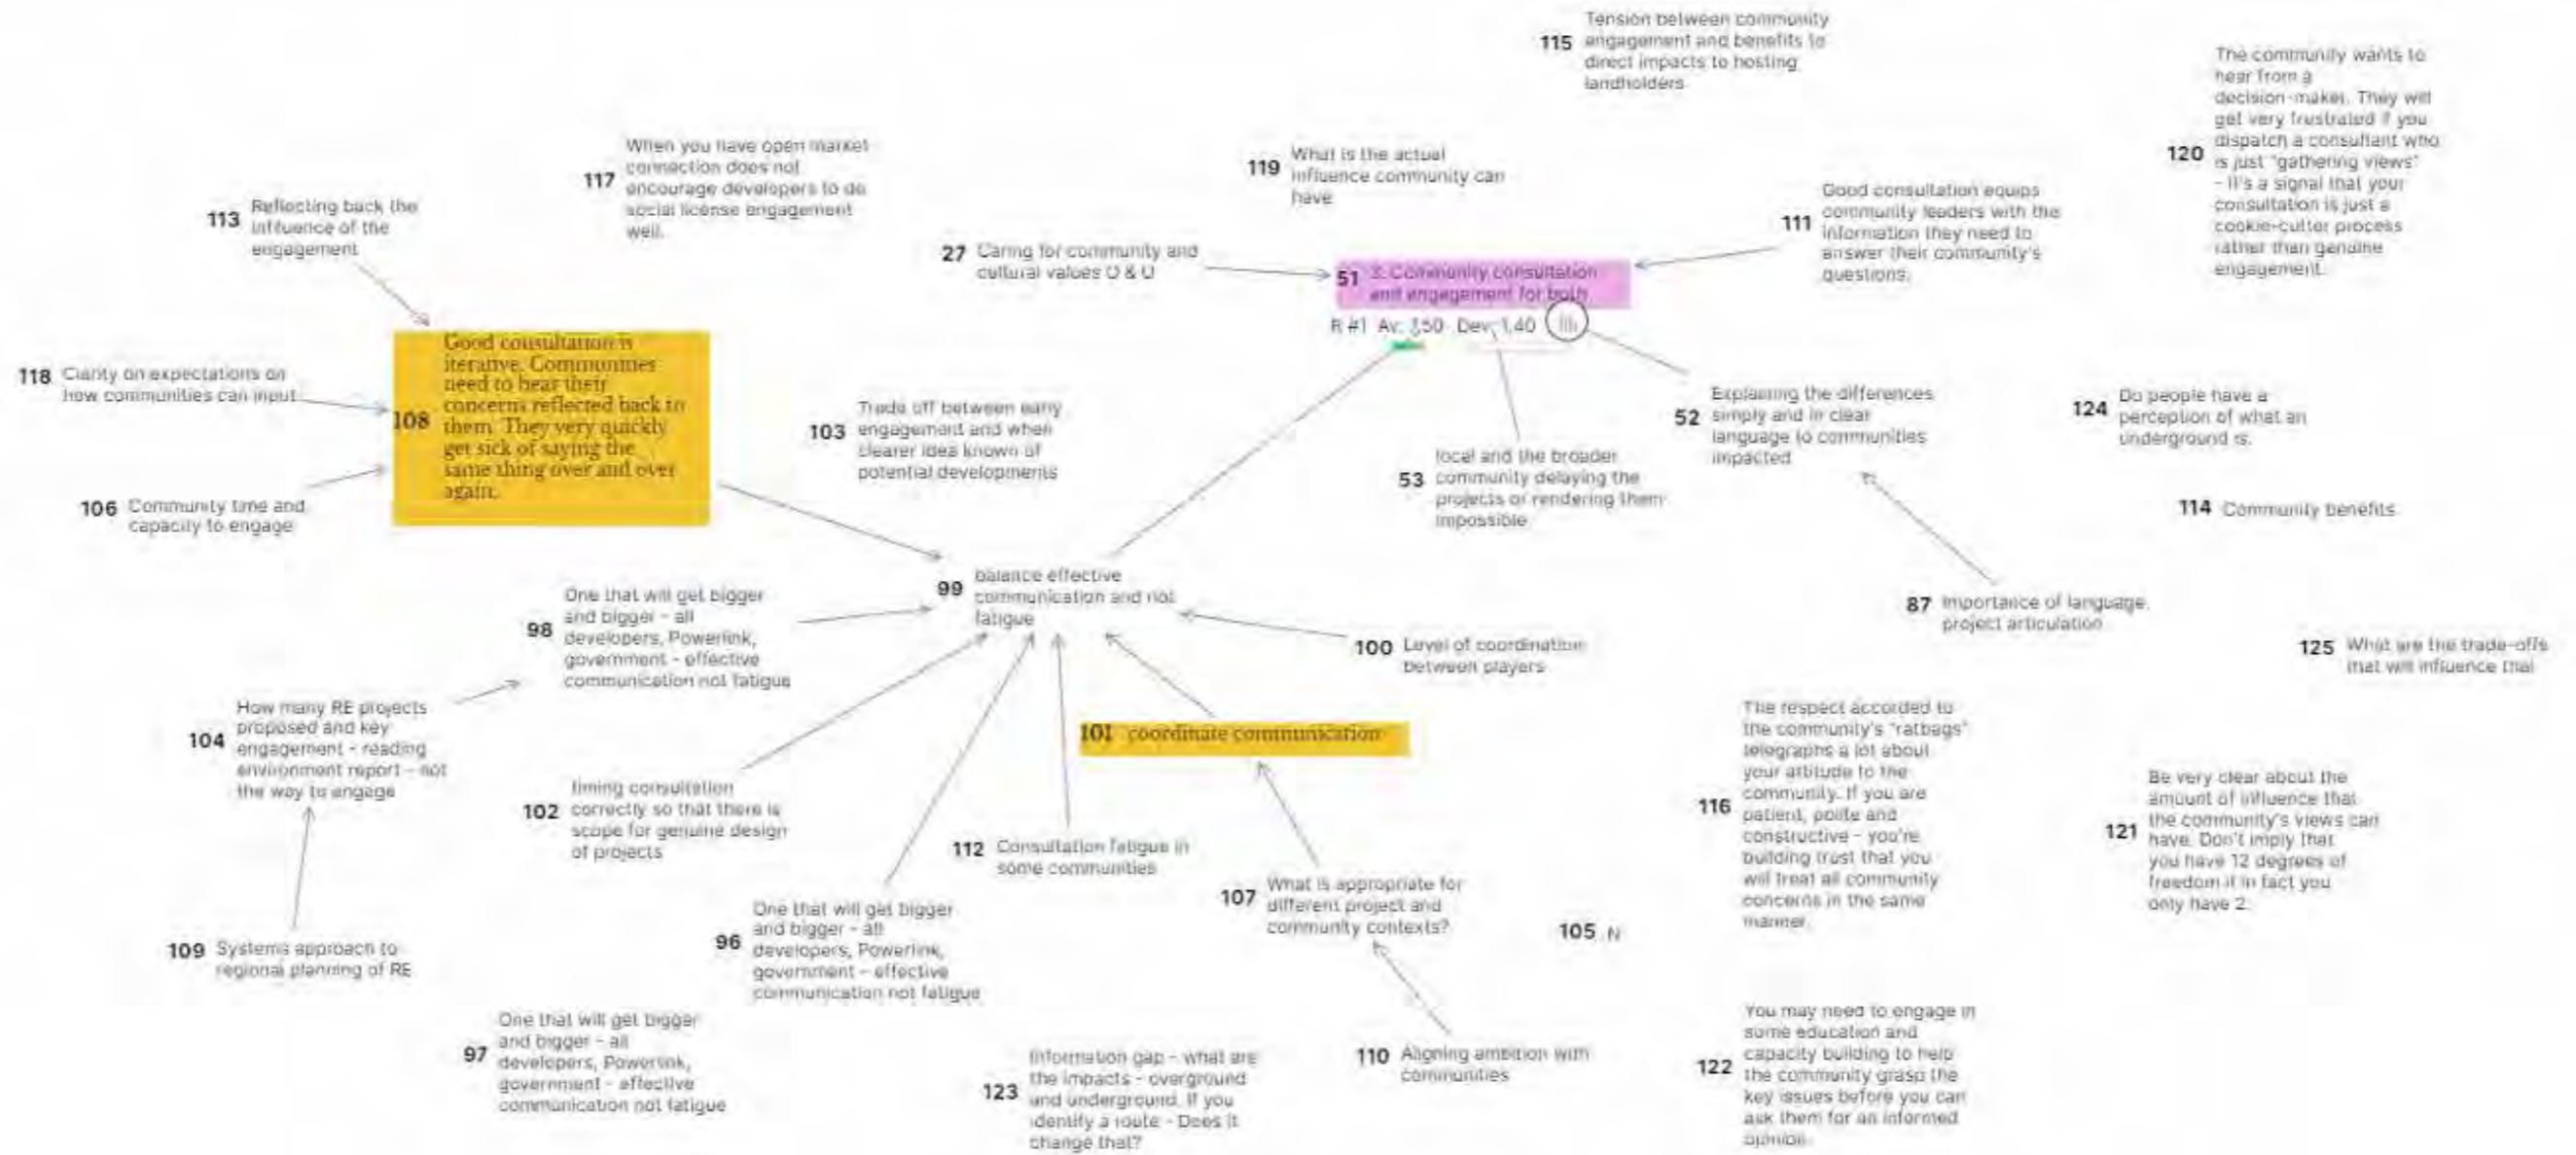 115 Tension between community
engagement and benefits to
direct impacts to hosting
landholders
120 The community wants to
hear from a
decision-maker. They will
get very frustrated if you
dispatch a consultant who
is just "gathering views"
- it's a signal that your
consultation is just a
cookie-cutter process
rather than genuine
engagement.
117 When you have open market
connection does not
encourage developers to do
social license engagement
well.
119 What is the actual
influence community can
have
113 Reflecting back the
influence of the
engagement
111 Good consultation equips
community leaders with the
information they need to
answer their community's
questions.
27 Caring for community and
cultural values O & U
51 3. Community consultation
and engagement for both
R #1 Av: 3.50 Dev: 1.40
108 Good consultation is
iterative. Communities
need to hear their
concerns reflected back to
them. They very quickly
get sick of saying the
same thing over and over
again.
118 Clarity on expectations on
how communities can input
106 Community time and
capacity to engage
103 Trade off between early
engagement and when
clearer idea known of
potential developments
53 local and the broader
community delaying the
projects or rendering them
impossible
52 Explaining the differences
simply and in clear
language to communities
impacted
124 Do people have a
perception of what an
underground is.
114 Community benefits
99 balance effective
communication and not
fatigue
98 One that will get bigger
and bigger - all
developers, Powerlink,
government - effective
communication not fatigue
100 Level of coordination
between players
87 Importance of language,
project articulation
125 What are the trade-offs
that will influence that
104 How many RE projects
proposed and key
engagement - reading
environment report - not
the way to engage
101 coordinate communication
116 The respect accorded to
the community's "ratbags"
telegraphs a lot about
your attitude to the
community. If you are
patient, polite and
constructive - you're
building trust that you
will treat all community
concerns in the same
manner.
102 timing consultation
correctly so that there is
scope for genuine design
of projects
121 Be very clear about the
amount of influence that
the community's views can
have. Don't imply that
you have 12 degrees of
freedom if in fact you
only have 2.
112 Consultation fatigue in
some communities
107 What is appropriate for
different project and
community contexts?
96 One that will get bigger
and bigger - all
developers, Powerlink,
government - effective
communication not fatigue
105 N
109 Systems approach to
regional planning of RE
97 One that will get bigger
and bigger - all
developers, Powerlink,
government - effective
communication not fatigue
123 Information gap - what are
the impacts - overground
and underground. If you
identify a route - Does it
change that?
110 Aligning ambition with
communities
122 You may need to engage in
some education and
capacity building to help
the community grasp the
key issues before you can
ask them for an informed
opinion.